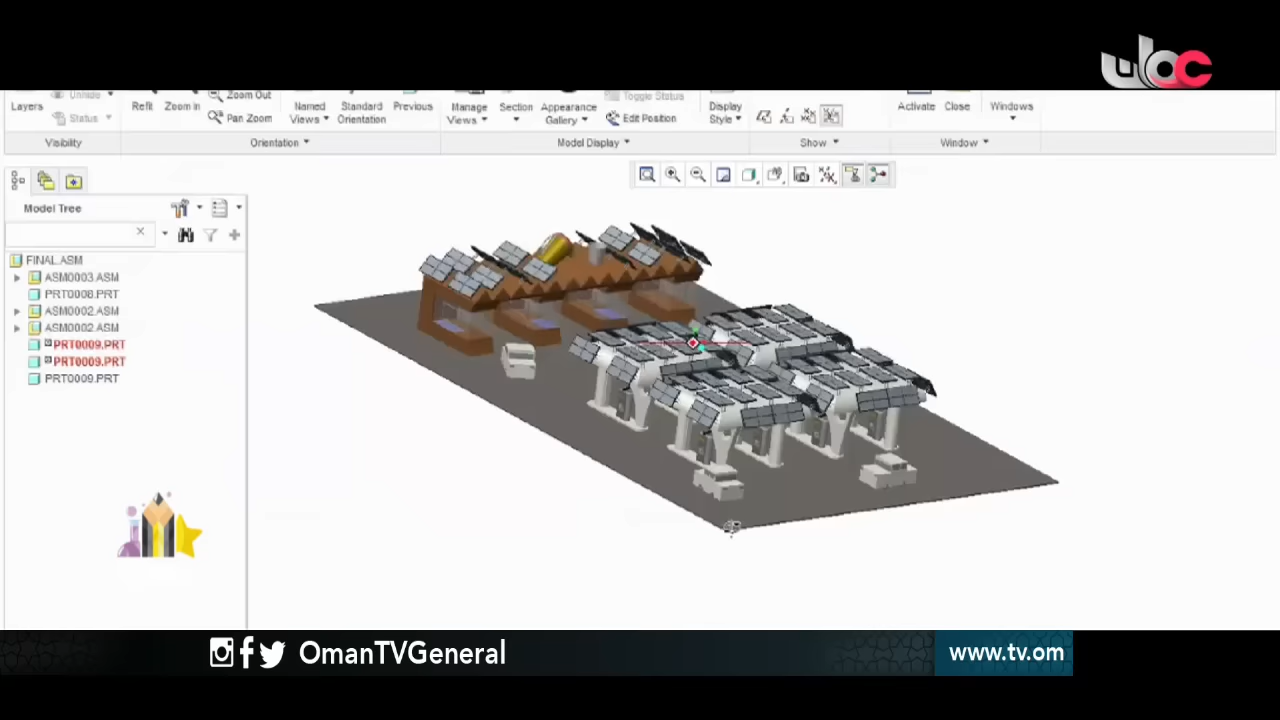 Unhide
Zoom Out
Toggle Status
Layers
Status
Refit
Zoom In
Pan Zoom
Named Views
Standard Orientation
Previous
Manage Views
Section
Appearance Gallery
Edit Position
Display Style
Activate
Close
Windows
Visibility
Orientation
Model Display
Show
Window
Model Tree
FINAL.ASM
ASM0003.ASM
PRT0008.PRT
ASM0002.ASM
ASM0002.ASM
PRT0009.PRT
PRT0009.PRT
PRT0009.PRT
OmanTVGeneral
www.tv.om